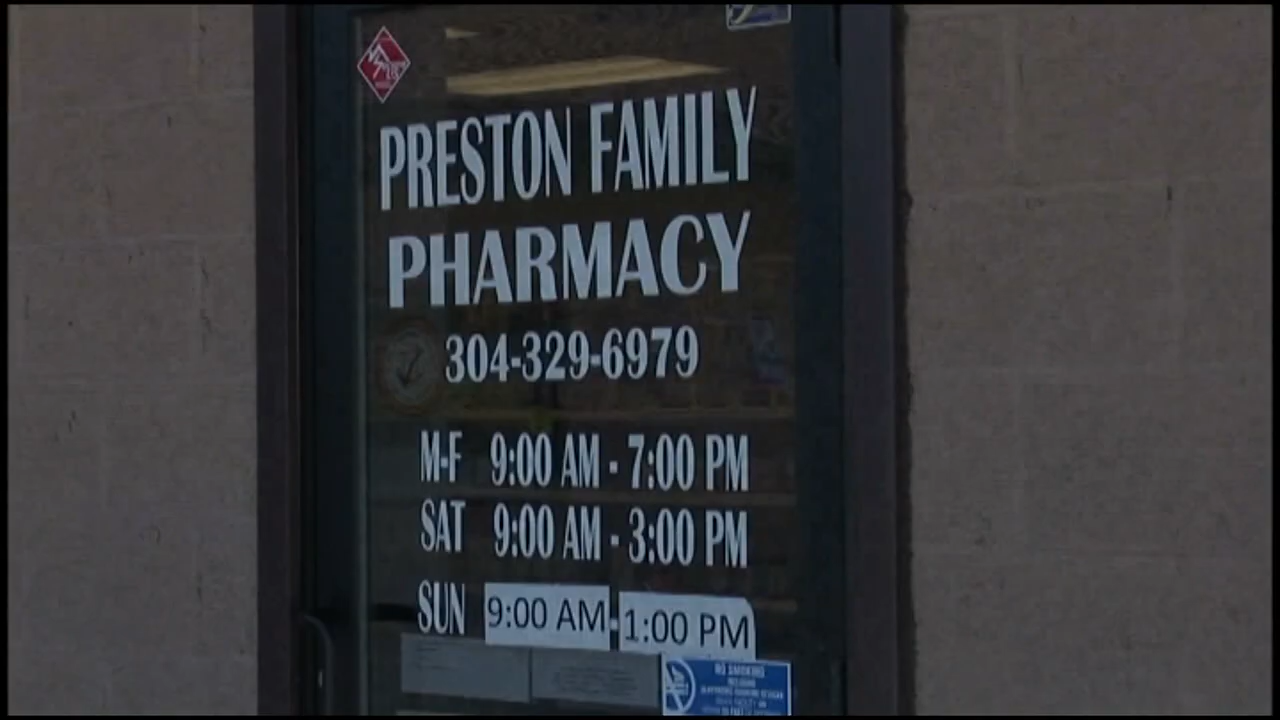 PRESTON FAMILY
PHARMACY
304-329-6979
M-F 9:00 AM - 7:00 PM
SAT 9:00 AM - 3:00 PM
SUN 9:00 AM - 1:00 PM
NO SMOKING